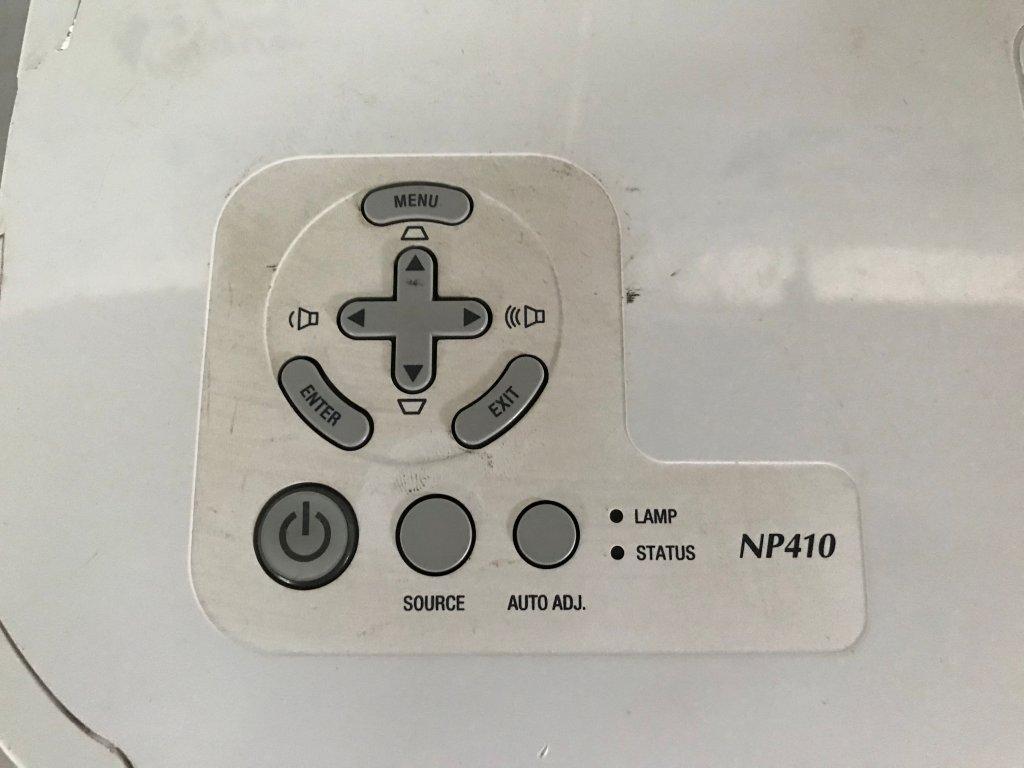 MENU
ENTER
EXIT
LAMP
STATUS
NP410
SOURCE
AUTO ADJ.